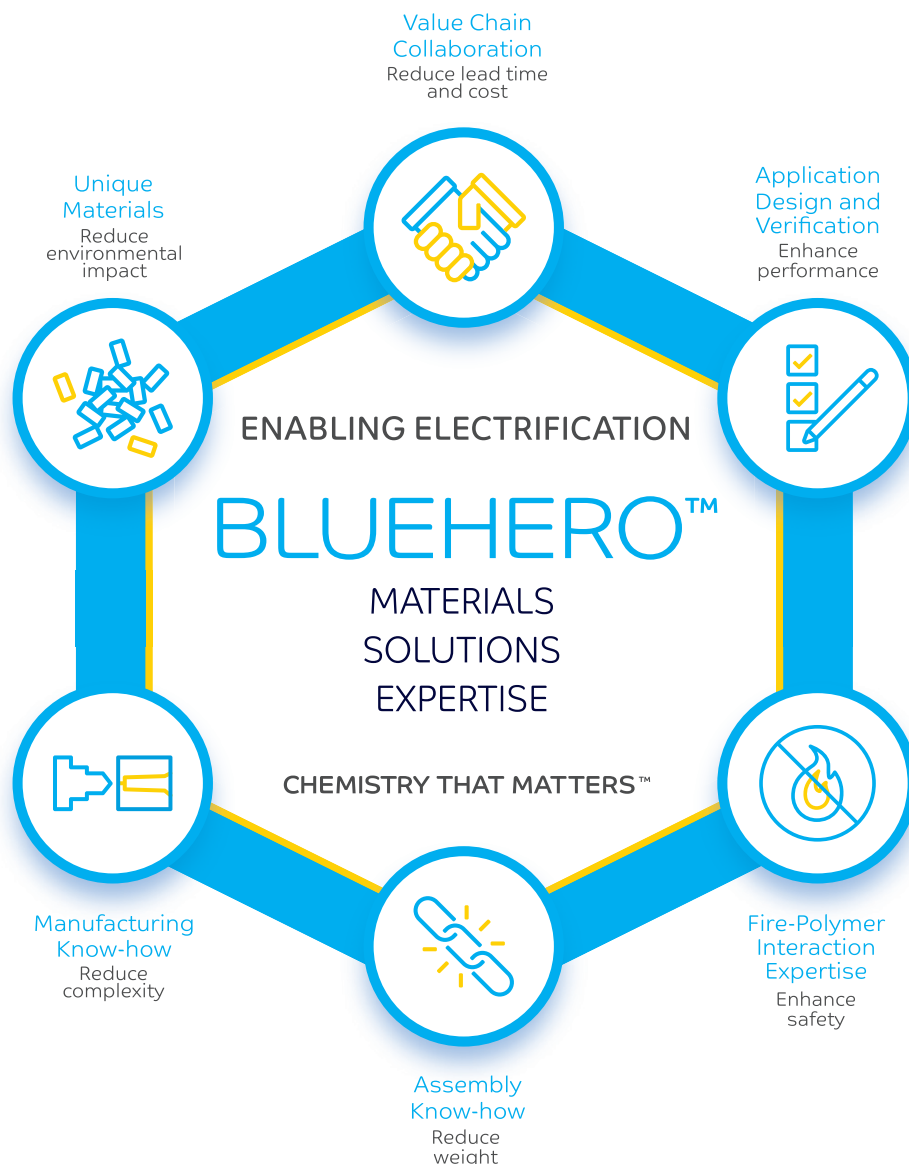 Value Chain
Collaboration
Reduce lead time
and cost
Application
Design and
Verification
Enhance
performance
Unique
Materials
Reduce
environmental
impact
ENABLING ELECTRIFICATION
BLUEHERO™
MATERIALS
SOLUTIONS
EXPERTISE
CHEMISTRY THAT MATTERS™
Manufacturing
Know-how
Reduce
complexity
Fire-Polymer
Interaction
Expertise
Enhance
safety
Assembly
Know-how
Reduce
weight